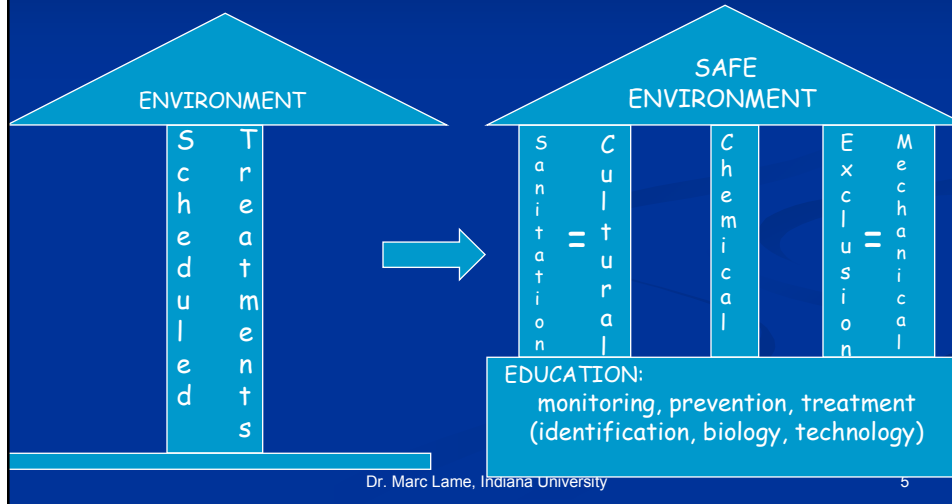 ENVIRONMENT
Scheduled
Treatments
SAFE
ENVIRONMENT
Sanitation
=
Cultural
Chemical
Exclusion
=
Mechanical
EDUCATION:
monitoring, prevention, treatment
(identification, biology, technology)
Dr. Marc Lame, Indiana University
5